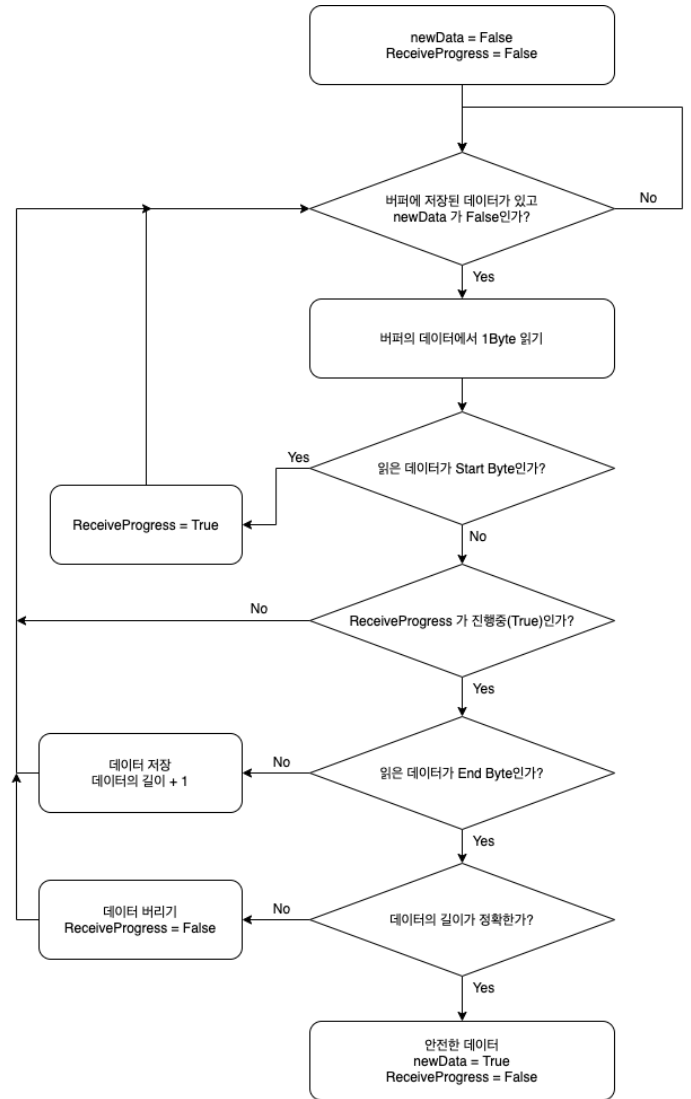 newData = False
ReceiveProgress = False
버퍼에 저장된 데이터가 있고
newData 가 False인가?
No
Yes
버퍼의 데이터에서 1Byte 읽기
Yes
읽은 데이터가 Start Byte인가?
ReceiveProgress = True
No
No
ReceiveProgress 가 진행중(True)인가?
Yes
데이터 저장
데이터의 길이 + 1
No
읽은 데이터가 End Byte인가?
Yes
데이터 버리기
ReceiveProgress = False
No
데이터의 길이가 정확한가?
Yes
안전한 데이터
newData = True
ReceiveProgress = False